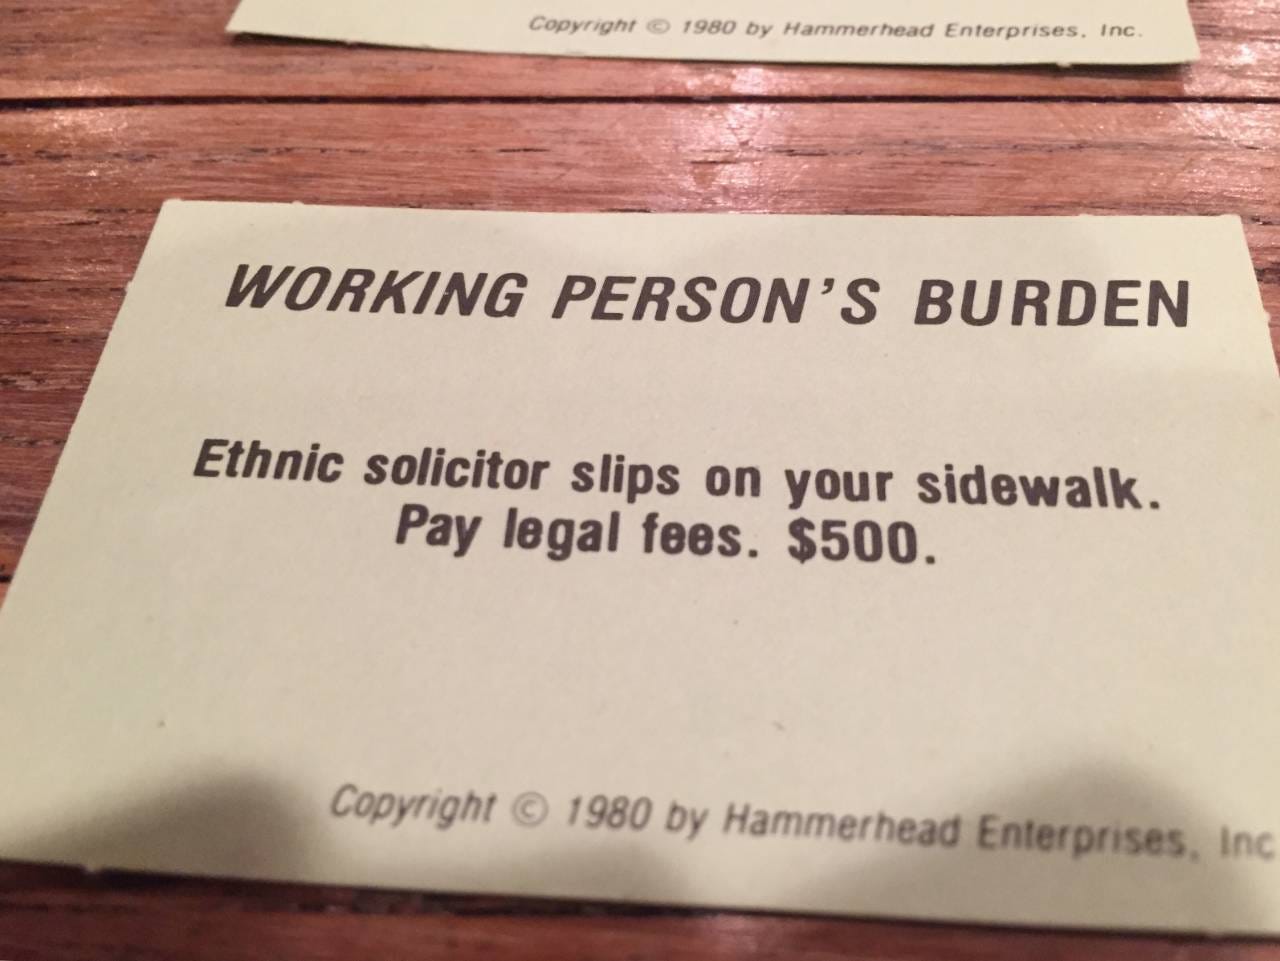 Copyright © 1980 by Hammerhead Enterprises, Inc.
WORKING PERSON'S BURDEN
Ethnic solicitor slips on your sidewalk.
Pay legal fees. $500.
Copyright © 1980 by Hammerhead Enterprises, Inc